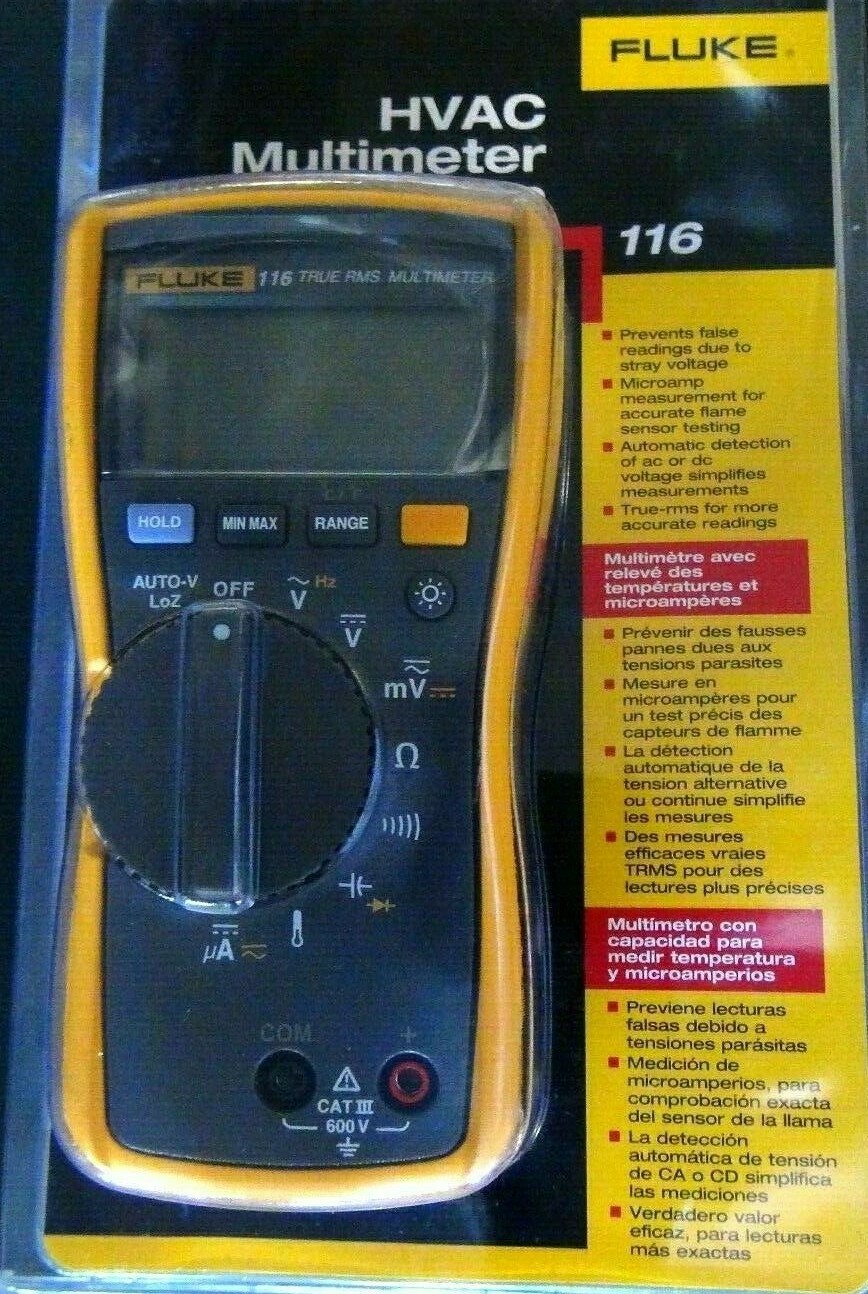 FLUKE®
HVAC
Multimeter
116
FLUKE 116 TRUE RMS MULTIMETER
HOLD
MIN MAX
RANGE
AUTO-V
LoZ
OFF
V Hz
V
mV
Ω
µA
COM
+
CAT III
600 V
Prevents false
readings due to
stray voltage
Microamp
measurement for
accurate flame
sensor testing
Automatic detection
of ac or dc
voltage simplifies
measurements
True-rms for more
accurate readings
Multimètre avec
relevé des
températures et
microampères
Prévenir des fausses
pannes dues aux
tensions parasites
Mesure en
microampères pour
un test précis des
capteurs de flamme
La détection
automatique de la
tension alternative
ou continue simplifie
les mesures
Des mesures
efficaces vraies
TRMS pour des
lectures plus précises
Multímetro con
capacidad para
medir temperatura
y microamperios
Previene lecturas
falsas debido a
tensiones parásitas
Medición de
microamperios, para
comprobación exacta
del sensor de la llama
La detección
automática de tensión
de CA o CD simplifica
las mediciones
Verdadero valor
eficaz, para lecturas
más exactas